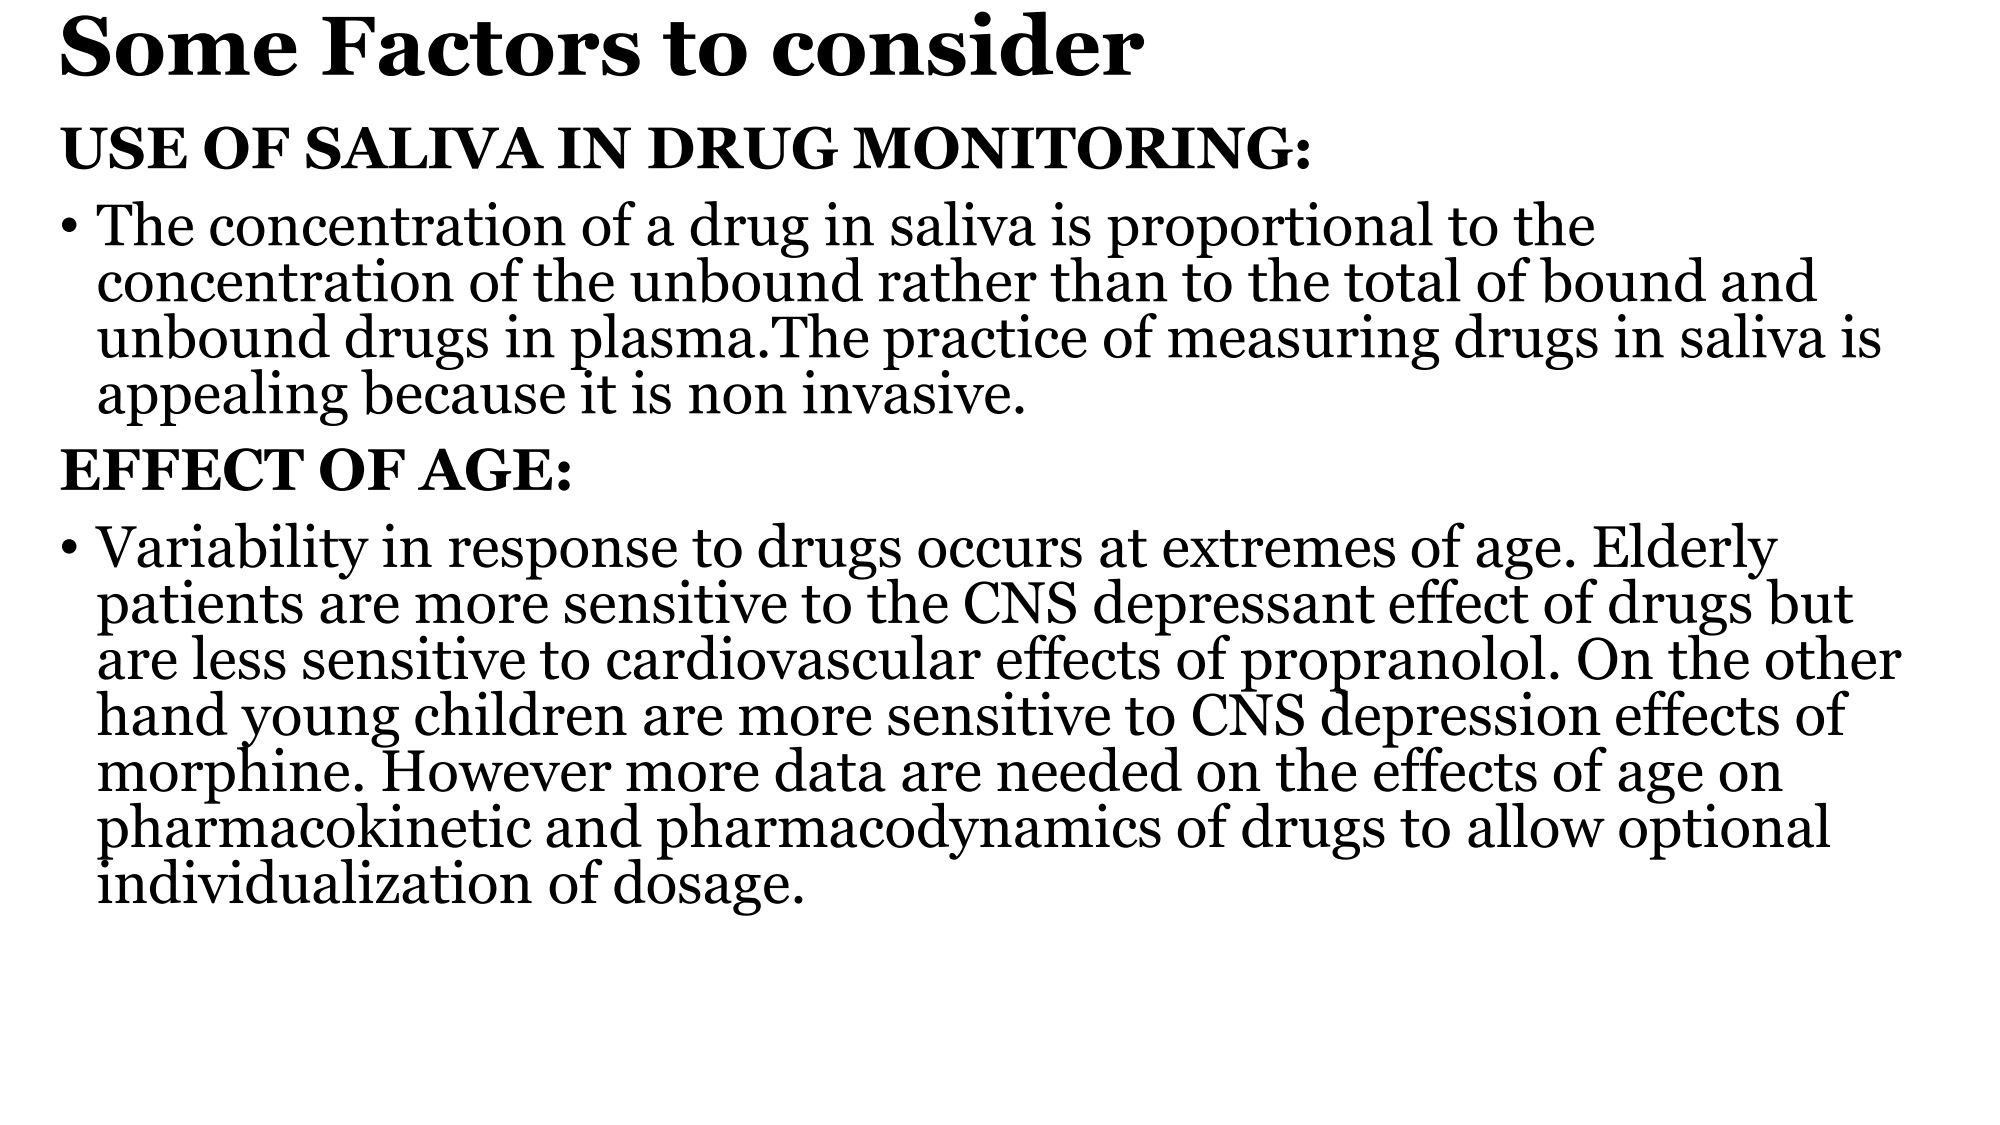 Some Factors to consider
USE OF SALIVA IN DRUG MONITORING:
• The concentration of a drug in saliva is proportional to the
concentration of the unbound rather than to the total of bound and
unbound drugs in plasma.The practice of measuring drugs in saliva is
appealing because it is non invasive.
EFFECT OF AGE:
• Variability in response to drugs occurs at extremes of age. Elderly
patients are more sensitive to the CNS depressant effect of drugs but
are less sensitive to cardiovascular effects of propranolol. On the other
hand young children are more sensitive to CNS depression effects of
morphine. However more data are needed on the effects of age on
pharmacokinetic and pharmacodynamics of drugs to allow optional
individualization of dosage.